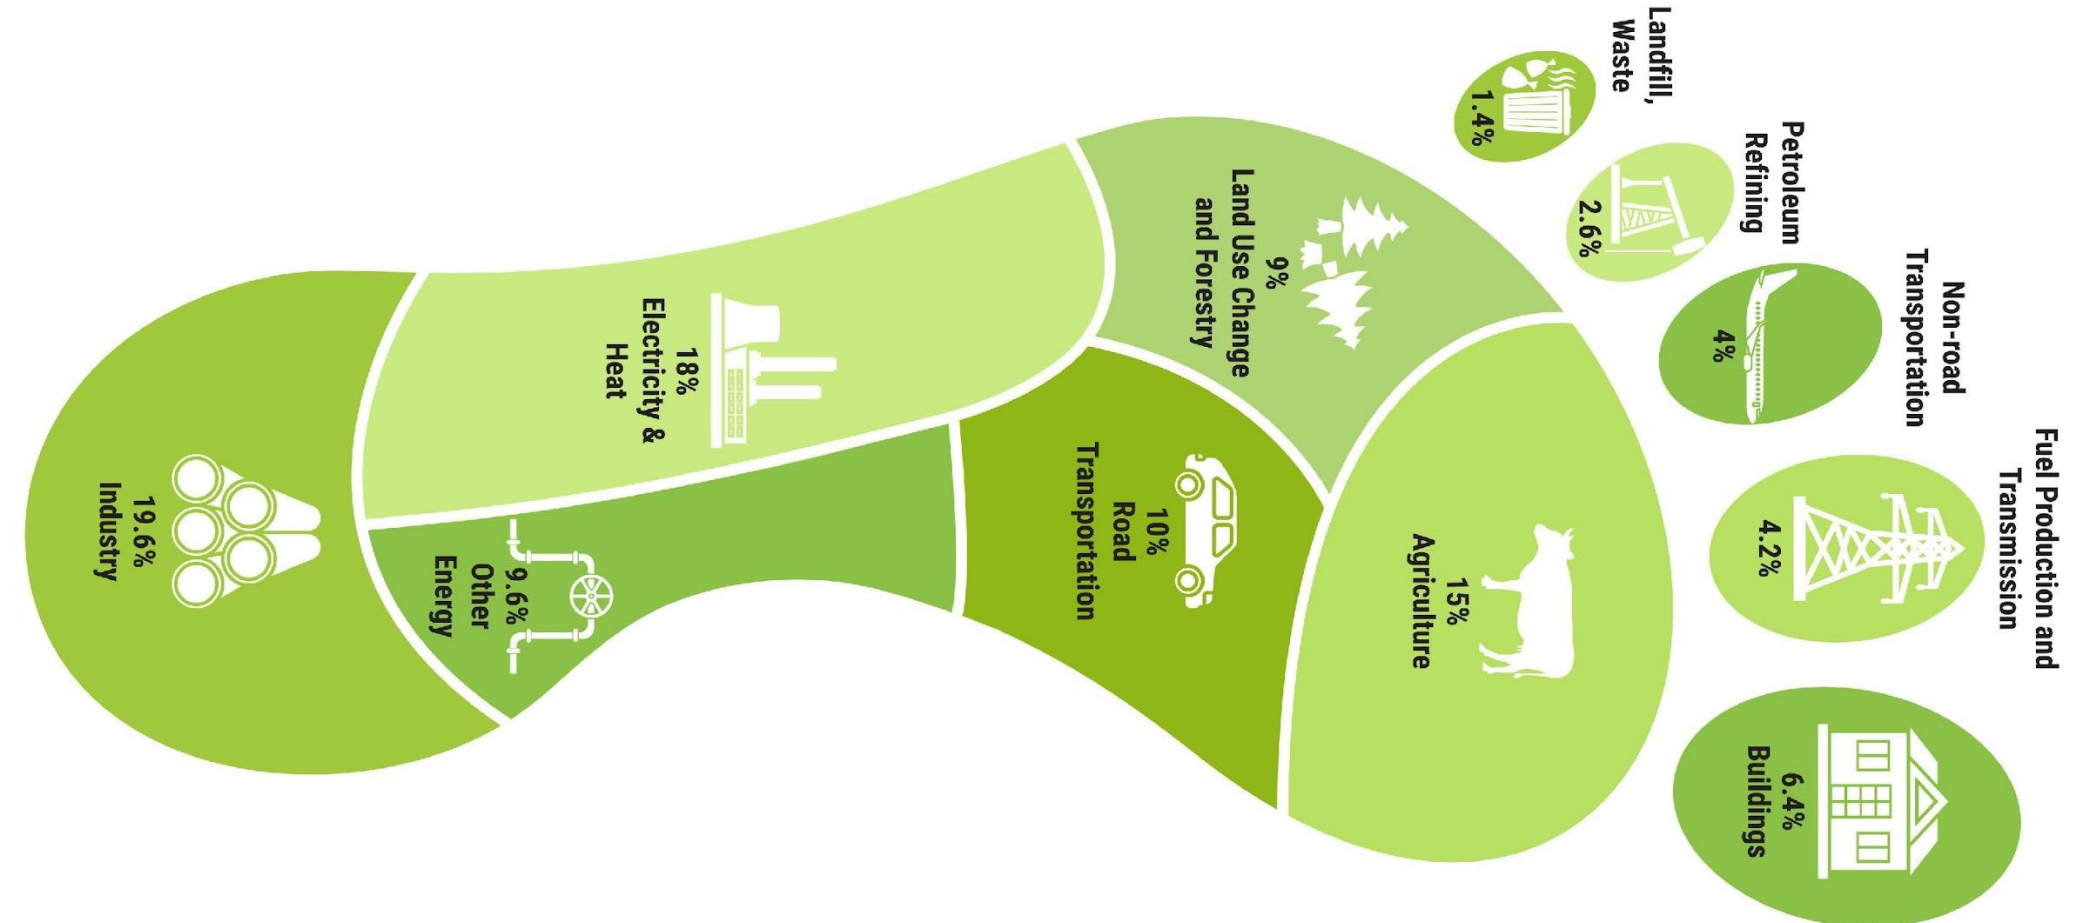 Landfill,
Waste
1.4%
Petroleum
Refining
2.6%
Non-road
Transportation
4%
Fuel Production and
Transmission
4.2%
6.4%
Buildings
15%
Agriculture
9%
Land Use Change
and Forestry
10%
Road
Transportation
18%
Electricity &
Heat
9.6%
Other
Energy
19.6%
Industry